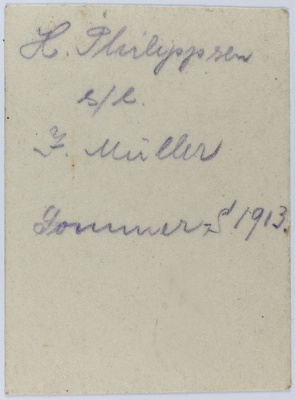 H. Philippsen
s/l.
F. Müller
Sommer-S 1913.